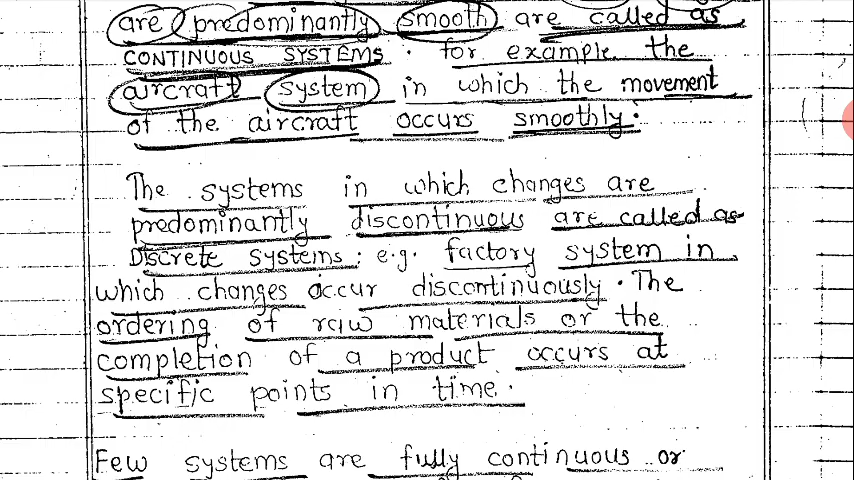 are predominantly smooth are called as
CONTINUOUS SYSTEMS. for example the
aircraft system in which the movement
of the aircraft occurs smoothly.
The systems in which changes are
predominantly discontinuous are called as
Discrete systems: e.g. factory system in
which changes occur discontinuously. The
ordering of raw materials or the
completion of a product occurs at
specific points in time.
Few systems are fully continuous or